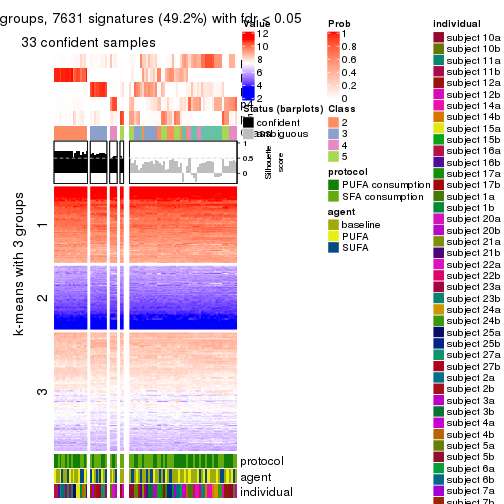 groups, 7631 signatures (49.2%) with fdr < 0.05
33 confident samples
k-means with 3 groups
1
2
3
protocol
agent
individual
Value
12
10
8
6
4
2
Status (barplots)
confident
ambiguous
1
0.5
0
Silhouette
score
Prob
1
0.8
0.6
0.4
0.2
0
Class
2
3
4
5
protocol
PUFA consumption
SFA consumption
agent
baseline
PUFA
SUFA
individual
subject 10a
subject 10b
subject 11a
subject 11b
subject 12a
subject 12b
subject 14a
subject 14b
subject 15a
subject 15b
subject 16a
subject 16b
subject 17a
subject 17b
subject 1a
subject 1b
subject 20a
subject 20b
subject 21a
subject 21b
subject 22a
subject 22b
subject 23a
subject 23b
subject 24a
subject 24b
subject 25a
subject 25b
subject 27a
subject 27b
subject 2a
subject 2b
subject 3a
subject 3b
subject 4a
subject 4b
subject 5a
subject 5b
subject 6a
subject 6b
subject 7a
subject 7b